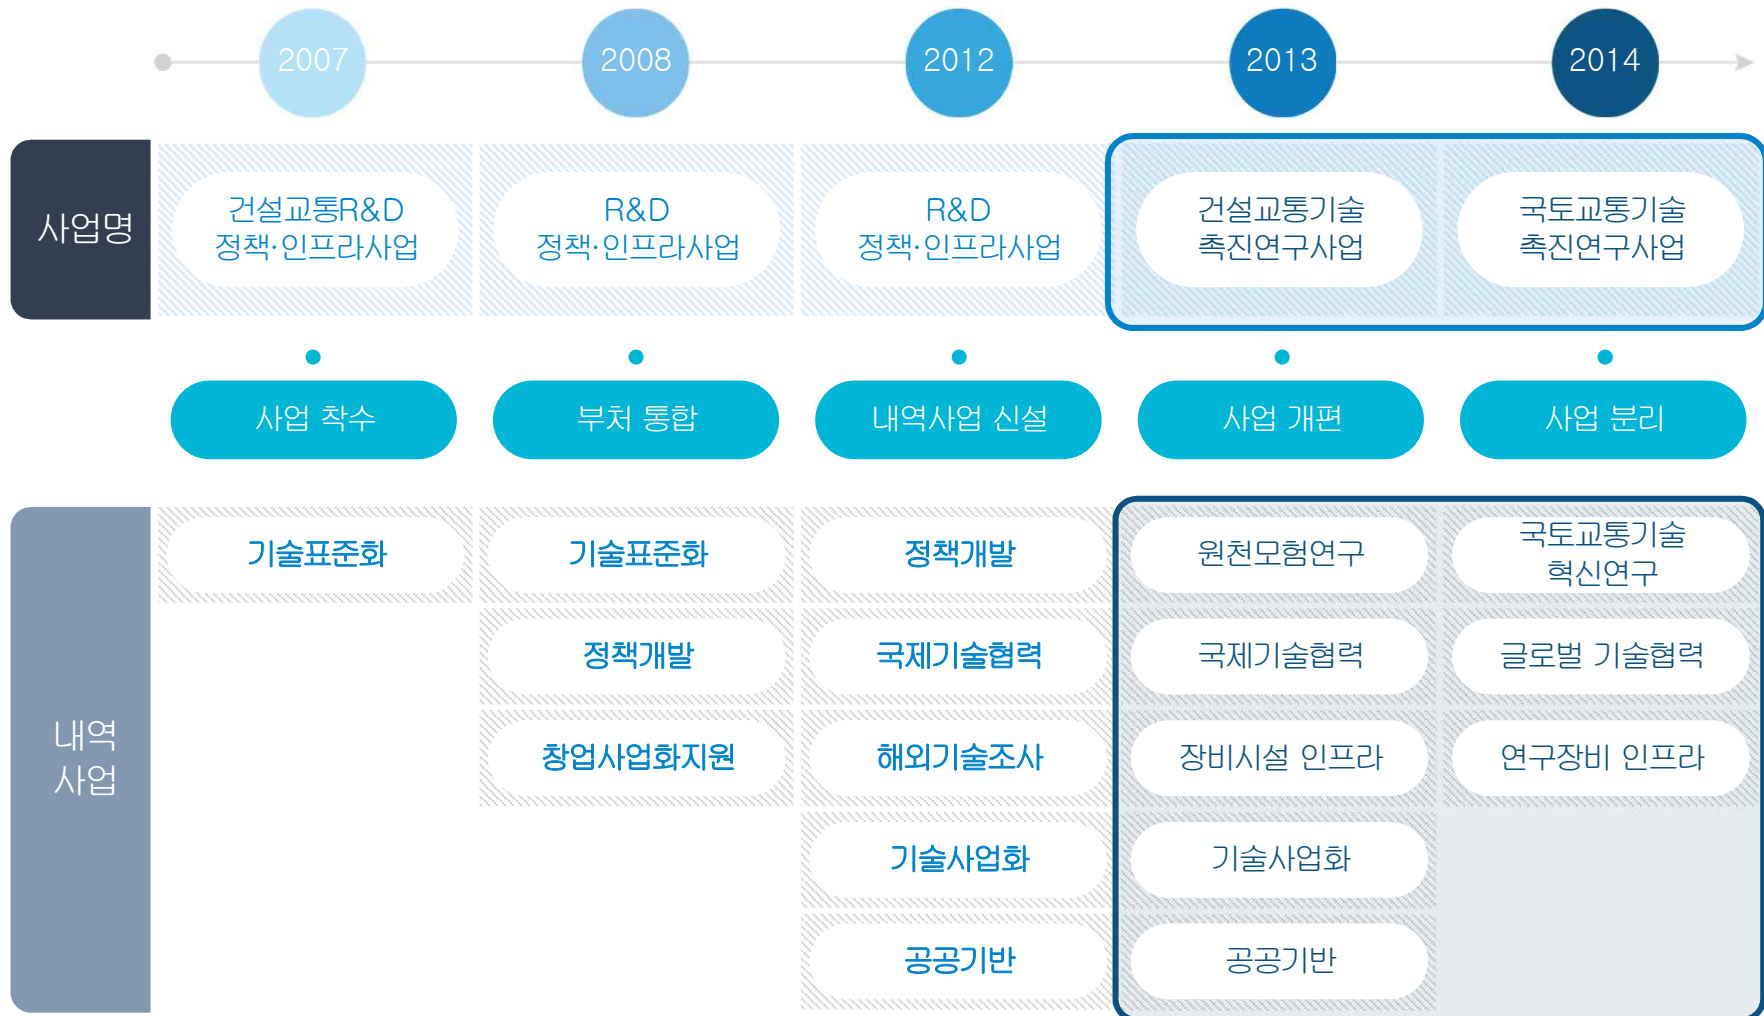 2007 2008 2012 2013 2014
사업명
건설교통R&D
정책·인프라사업
R&D
정책·인프라사업
R&D
정책·인프라사업
건설교통기술
촉진연구사업
국토교통기술
촉진연구사업
사업 착수 부처 통합 내역사업 신설 사업 개편 사업 분리
내역
사업
기술표준화
기술표준화
정책개발
창업사업화지원
정책개발
국제기술협력
해외기술조사
기술사업화
공공기반
원천모험연구
국제기술협력
장비시설 인프라
기술사업화
공공기반
국토교통기술
혁신연구
글로벌 기술협력
연구장비 인프라